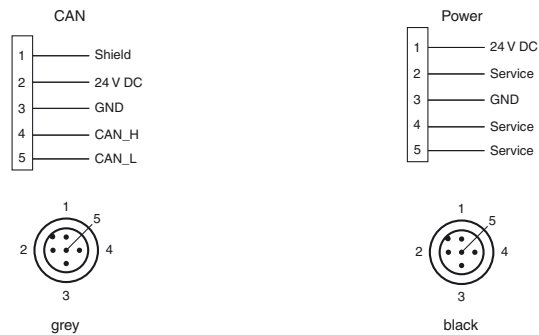 CAN
1 Shield
2 24 V DC
3 GND
4 CAN_H
5 CAN_L
1
5
2 4
3
grey
Power
1 24 V DC
2 Service
3 GND
4 Service
5 Service
1
5
2 4
3
black